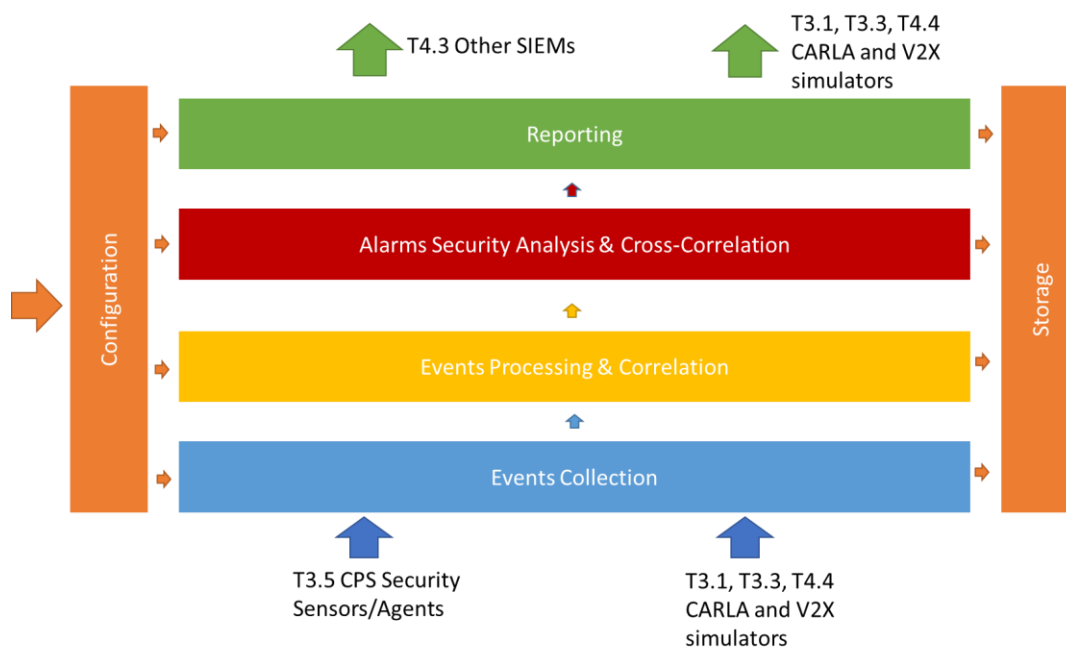 T4.3 Other SIEMs
T3.1, T3.3, T4.4
CARLA and V2X
simulators
Configuration
Reporting
Alarms Security Analysis & Cross-Correlation
Events Processing & Correlation
Events Collection
Storage
T3.5 CPS Security
Sensors/Agents
T3.1, T3.3, T4.4
CARLA and V2X
simulators